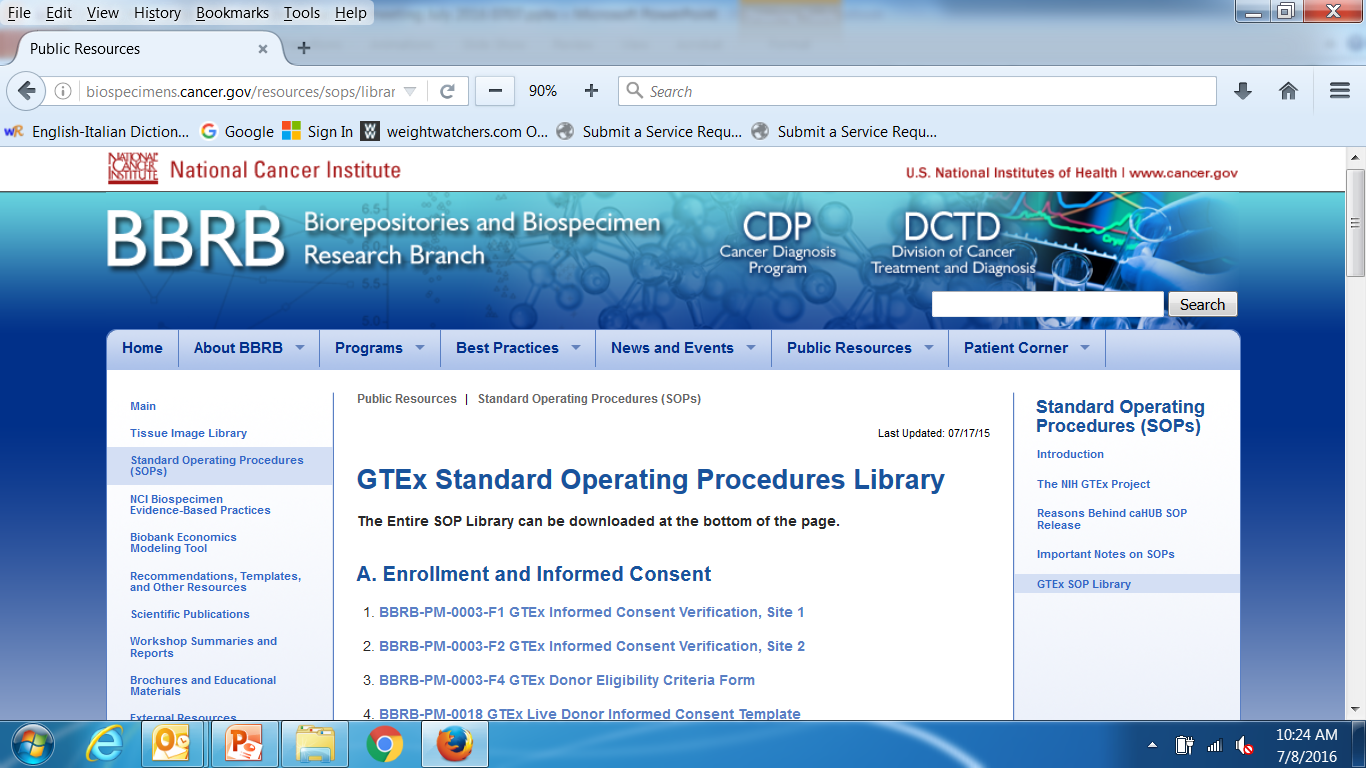 File Edit View History Bookmarks Tools Help
Public Resources
biospecimens.cancer.gov/resources/sops/librar
90%
Search
English-Italian Diction...
Google
Sign In
weightwatchers.com O...
Submit a Service Requ...
Submit a Service Requ...
NATIONAL CANCER INSTITUTE
National Cancer Institute
U.S. National Institutes of Health | www.cancer.gov
BBRB
Biorepositories and Biospecimen
Research Branch
CDP
Cancer Diagnosis
Program
DCTD
Division of Cancer
Treatment and Diagnosis
Search
Home
About BBRB
Programs
Best Practices
News and Events
Public Resources
Patient Corner
Main
Tissue Image Library
Standard Operating Procedures
(SOPs)
NCI Biospecimen
Evidence-Based Practices
Biobank Economics
Modeling Tool
Recommendations, Templates,
and Other Resources
Scientific Publications
Workshop Summaries and
Reports
Brochures and Educational
Materials
External Resources
Public Resources | Standard Operating Procedures (SOPs)
Last Updated: 07/17/15
GTEx Standard Operating Procedures Library
The Entire SOP Library can be downloaded at the bottom of the page.
A. Enrollment and Informed Consent
1. BBRB-PM-0003-F1 GTEx Informed Consent Verification, Site 1
2. BBRB-PM-0003-F2 GTEx Informed Consent Verification, Site 2
3. BBRB-PM-0003-F4 GTEx Donor Eligibility Criteria Form
4. BBRB-PM-0018 GTEx Live Donor Informed Consent Template
Standard Operating
Procedures (SOPs)
Introduction
The NIH GTEx Project
Reasons Behind caHUB SOP
Release
Important Notes on SOPs
GTEx SOP Library
10:24 AM
7/8/2016